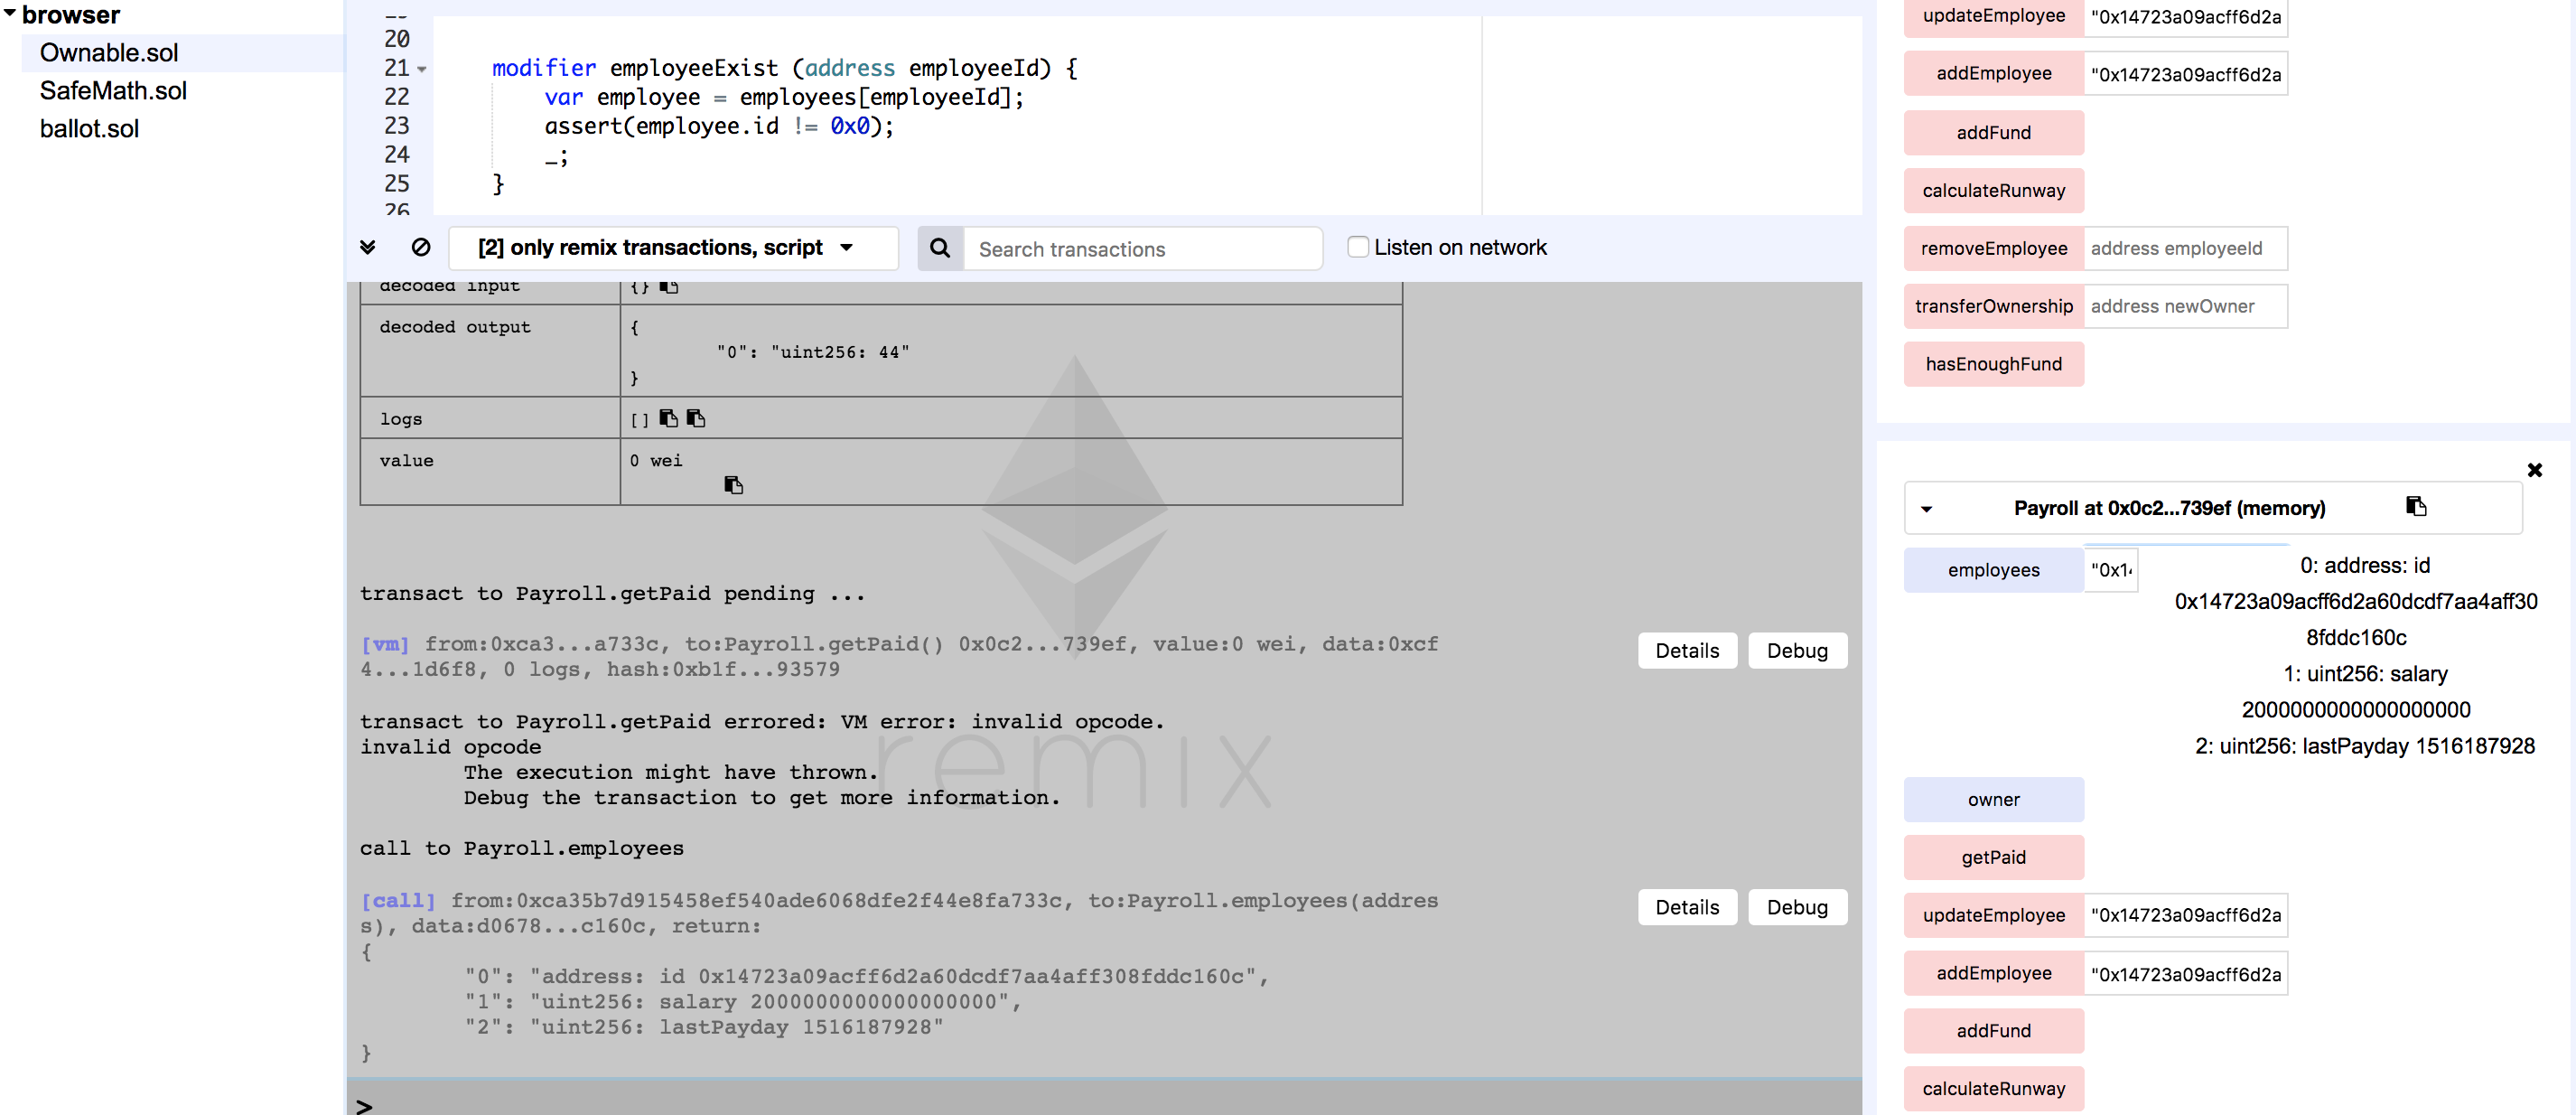 browser
Ownable.sol
SafeMath.sol
ballot.sol
20
21 modifier employeeExist (address employeeId) {
22 var employee = employees[employeeId];
23 assert(employee.id != 0x0);
24 _;
25 }
26
[2] only remix transactions, script
Search transactions
Listen on network
decoded input {}
decoded output {
"0": "uint256: 44"
}
logs []
value 0 wei
transact to Payroll.getPaid pending ...
[vm] from:0xca3...a733c, to:Payroll.getPaid() 0x0c2...739ef, value:0 wei, data:0xcf
4...1d6f8, 0 logs, hash:0xb1f...93579
Details Debug
transact to Payroll.getPaid errored: VM error: invalid opcode.
invalid opcode
The execution might have thrown.
Debug the transaction to get more information.
remix
call to Payroll.employees
[call] from:0xca35b7d915458ef540ade6068dfe2f44e8fa733c, to:Payroll.employees(addres
s), data:d0678...c160c, return:
Details Debug
{
"0": "address: id 0x14723a09acff6d2a60dcdf7aa4aff308fddc160c",
"1": "uint256: salary 2000000000000000000",
"2": "uint256: lastPayday 1516187928"
}
>
updateEmployee "0x14723a09acff6d2a
addEmployee "0x14723a09acff6d2a
addFund
calculateRunway
removeEmployee address employeeId
transferOwnership address newOwner
hasEnoughFund
Payroll at 0x0c2...739ef (memory)
employees "0x14
0: address: id
0x14723a09acff6d2a60dcdf7aa4aff30
8fddc160c
1: uint256: salary
2000000000000000000
2: uint256: lastPayday 1516187928
owner
getPaid
updateEmployee "0x14723a09acff6d2a
addEmployee "0x14723a09acff6d2a
addFund
calculateRunway